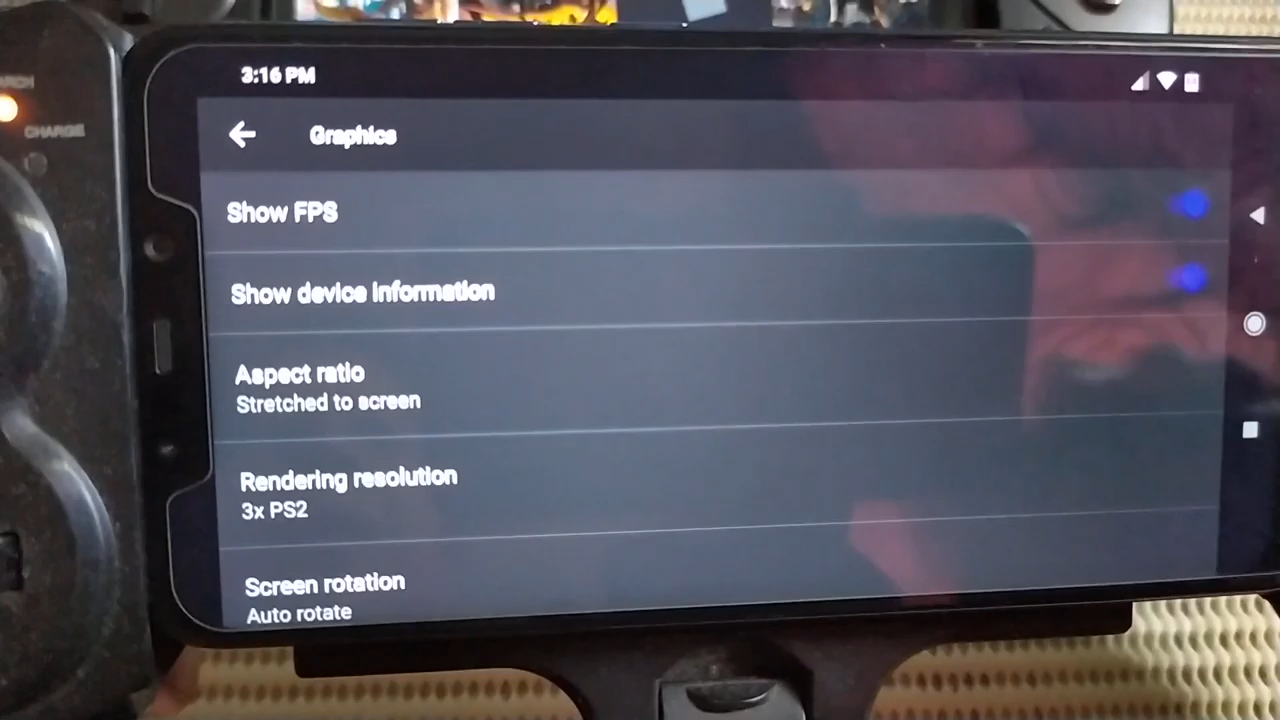 3:16 PM
Graphics
Show FPS
Show device information
Aspect ratio
Stretched to screen
Rendering resolution
3x PS2
Screen rotation
Auto rotate
CHARGE